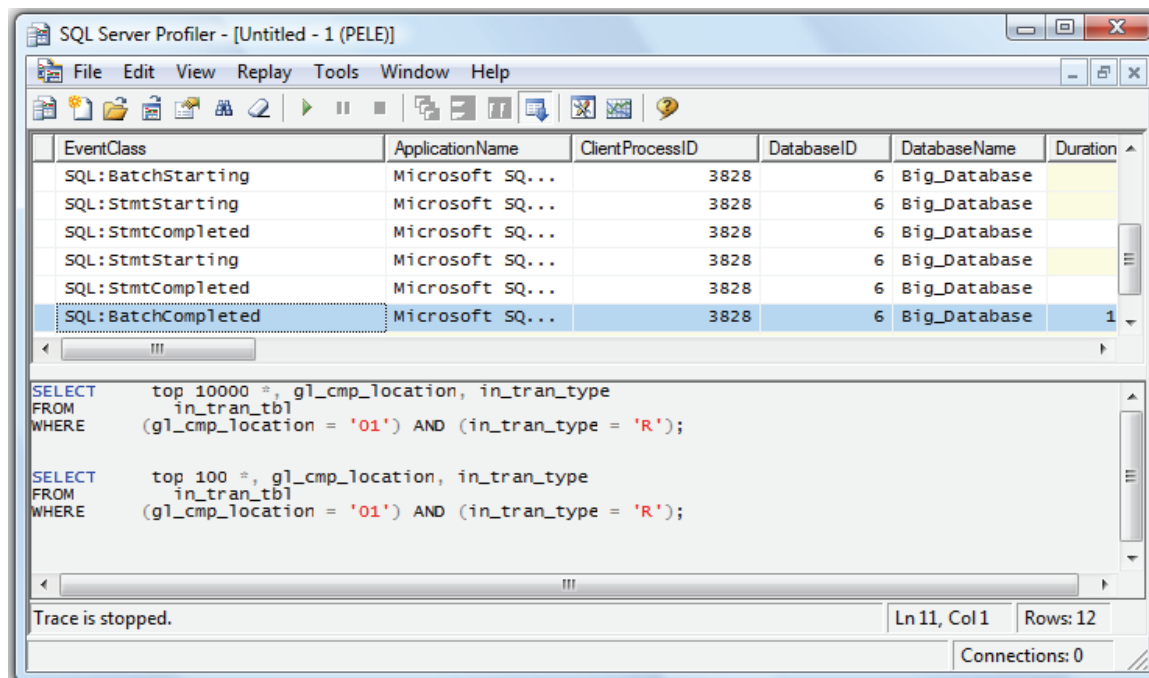 SQL Server Profiler - [Untitled - 1 (PELE)]
File Edit View Replay Tools Window Help
EventClass ApplicationName ClientProcessID DatabaseID DatabaseName Duration
SQL:BatchStarting Microsoft SQ... 3828 6 Big_Database
SQL:StmtStarting Microsoft SQ... 3828 6 Big_Database
SQL:StmtCompleted Microsoft SQ... 3828 6 Big_Database
SQL:StmtStarting Microsoft SQ... 3828 6 Big_Database
SQL:StmtCompleted Microsoft SQ... 3828 6 Big_Database
SQL:BatchCompleted Microsoft SQ... 3828 6 Big_Database 1
SELECT top 10000 *, gl_cmp_location, in_tran_type
FROM in_tran_tbl
WHERE (gl_cmp_location = '01') AND (in_tran_type = 'R');
SELECT top 100 *, gl_cmp_location, in_tran_type
FROM in_tran_tbl
WHERE (gl_cmp_location = '01') AND (in_tran_type = 'R');
Trace is stopped. Ln 11, Col 1 Rows: 12
Connections: 0